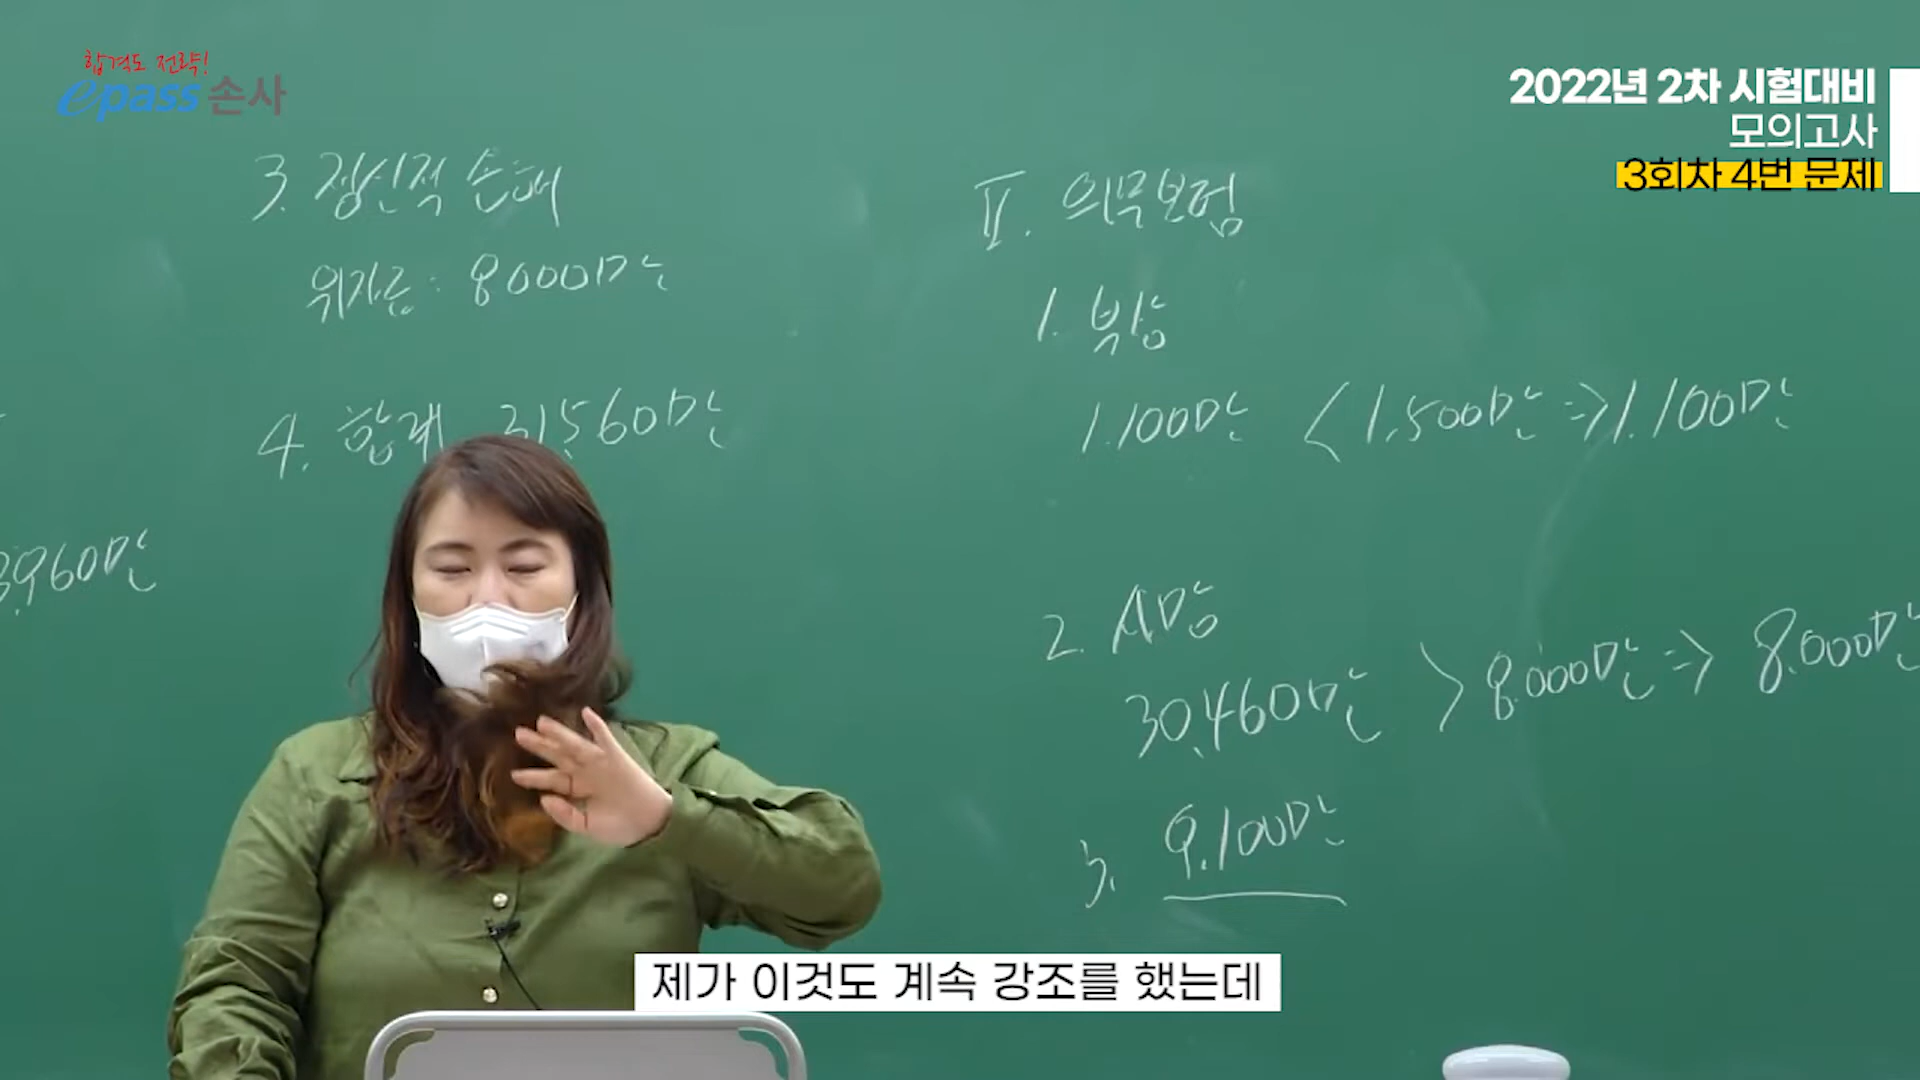 합격도 전략!
epass 손사
2022년 2차 시험대비
모의고사
3회차 4번 문제
3. 정신적 손해
위자료 : 8000만
4. 합계 31,560만
3,960만
Ⅱ. 의무보험
1. 부상
1.100만 < 1,500만 ⇒ 1.100만
2. 사망
30,460만 > 8.000만 ⇒ 8.000만
3. 9.100만
제가 이것도 계속 강조를 했는데